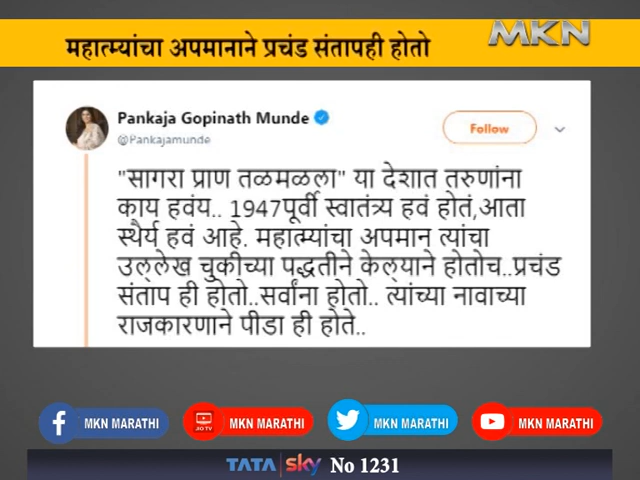 महात्म्यांचा अपमानाने प्रचंड संतापही होतो
MKN
Pankaja Gopinath Munde
@Pankajamunde
Follow
"सागरा प्राण तळमळला" या देशात तरुणांना
काय हवंय.. 1947पूर्वी स्वातंत्र्य हवं होतं,आता
स्थैर्य हवं आहे. महात्म्यांचा अपमान त्यांचा
उल्लेख चुकीच्या पद्धतीने केल्याने होतोच..प्रचंड
संताप ही होतो..सर्वांना होतो.. त्यांच्या नावाच्या
राजकारणाने पीडा ही होते..
MKN MARATHI
JIOTV
MKN MARATHI
MKN MARATHI
MKN MARATHI
TATA sky No 1231